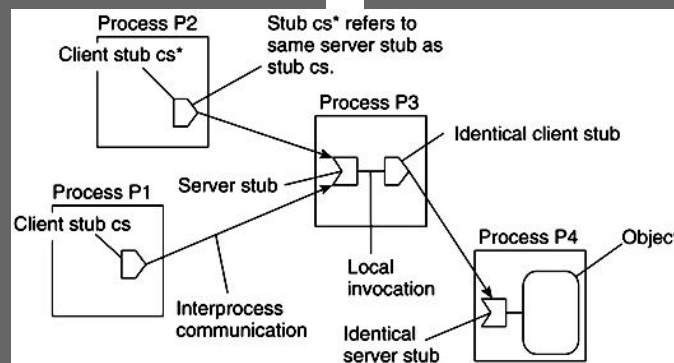 Process P2
Client stub cs*
Stub cs* refers to
same server stub as
stub cs.
Process P3
Identical client stub
Server stub
Process P1
Client stub cs
Interprocess
communication
Local
invocation
Process P4
Object
Identical
server stub